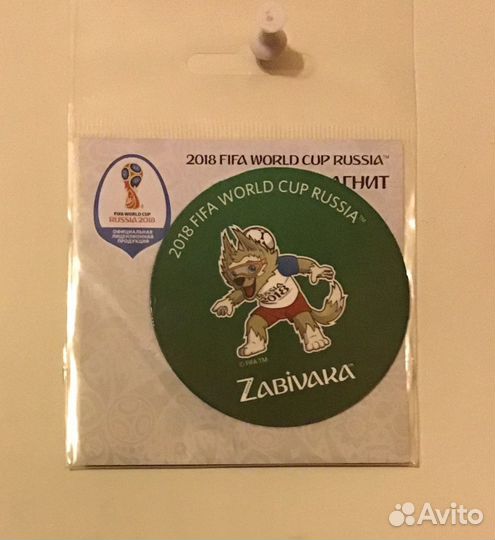 2018 FIFA WORLD CUP RUSSIA™
АГНИТ
FIFA WORLD CUP
RUSSIA 2018
ОФИЦИАЛЬНАЯ
ЛИЦЕНЗИОННАЯ
ПРОДУКЦИЯ
2018 FIFA WORLD CUP RUSSIA™
RUSSIA
2018
© FIFA TM
ZABIVAKA™
Avito